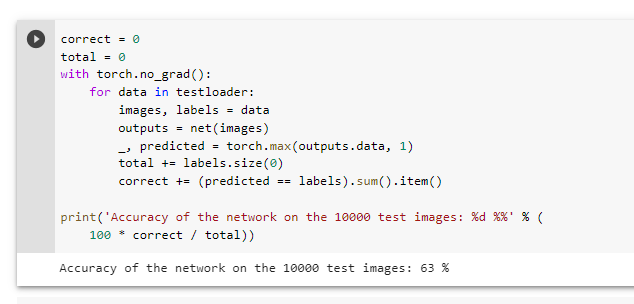 correct = 0
total = 0
with torch.no_grad():
    for data in testloader:
        images, labels = data
        outputs = net(images)
        _, predicted = torch.max(outputs.data, 1)
        total += labels.size(0)
        correct += (predicted == labels).sum().item()

print('Accuracy of the network on the 10000 test images: %d %%' % (
    100 * correct / total))
Accuracy of the network on the 10000 test images: 63 %